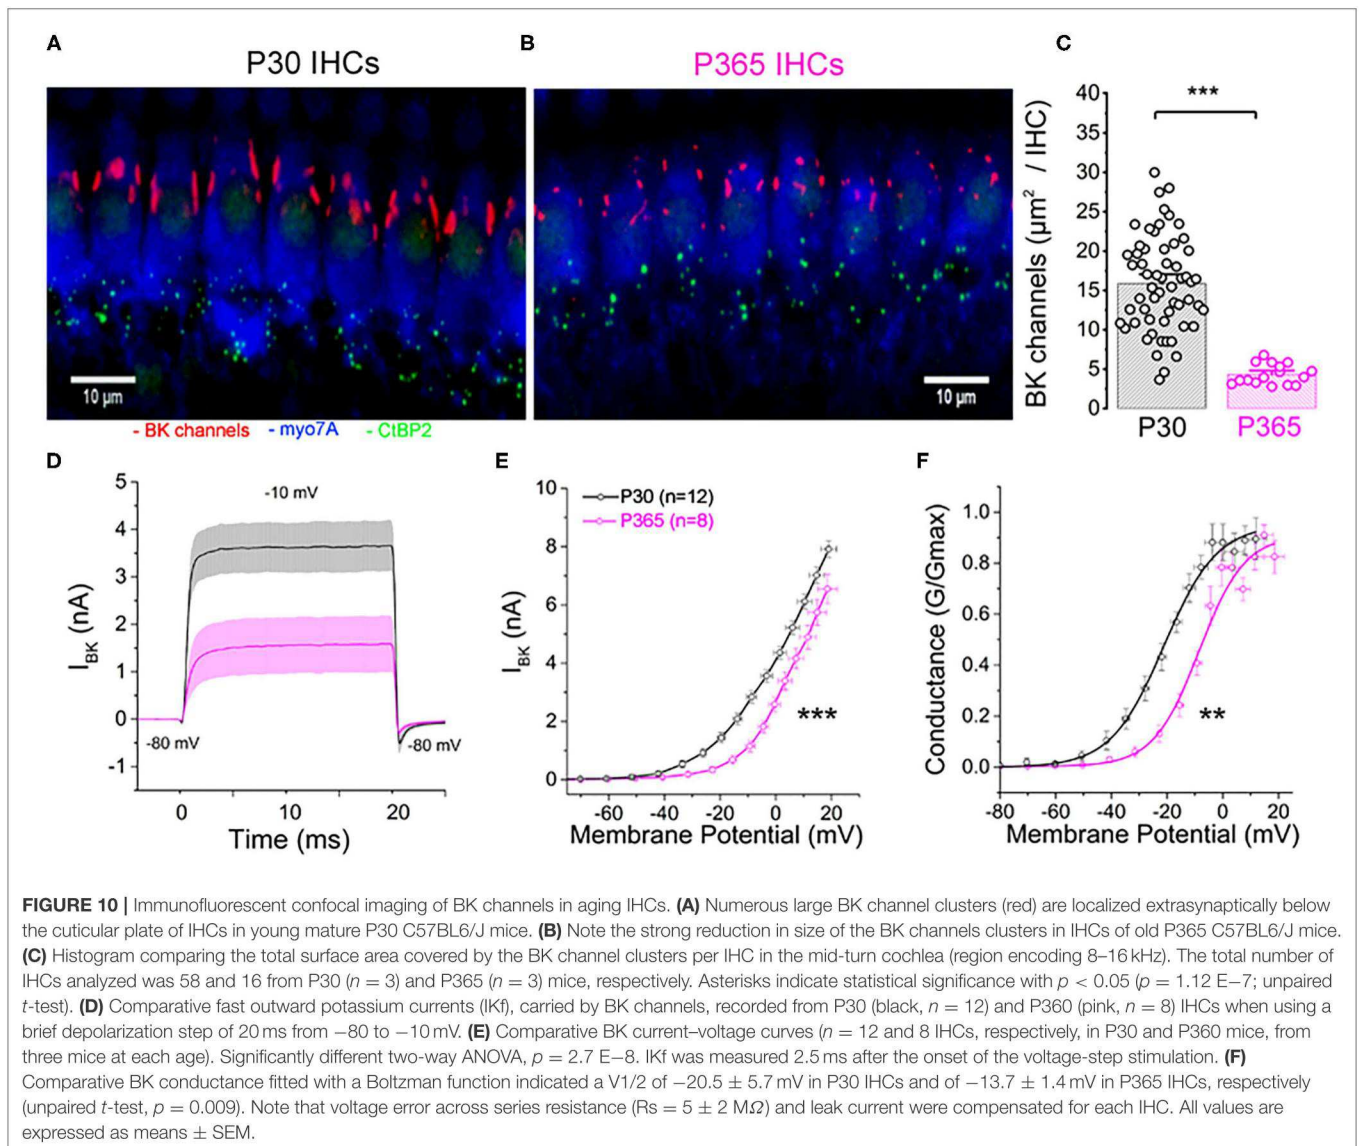 A
P30 IHCs
B
P365 IHCs
C
10 µm
10 µm
- BK channels - myo7A - CtBP2
BK channels (µm² / IHC)
40
35
30
25
20
15
10
5
0
***
P30 P365
D
I_BK (nA)
5
4
3
2
1
0
-1
-10 mV
-80 mV
-80 mV
0 10 20
Time (ms)
E
I_BK (nA)
10
8
6
4
2
0
P30 (n=12)
P365 (n=8)
***
-60 -40 -20 0 20
Membrane Potential (mV)
F
Conductance (G/Gmax)
1.0
0.8
0.6
0.4
0.2
0.0
**
-80 -60 -40 -20 0 20
Membrane Potential (mV)
FIGURE 10 | Immunofluorescent confocal imaging of BK channels in aging IHCs. (A) Numerous large BK channel clusters (red) are localized extrasynaptically below
the cuticular plate of IHCs in young mature P30 C57BL6/J mice. (B) Note the strong reduction in size of the BK channels clusters in IHCs of old P365 C57BL6/J mice.
(C) Histogram comparing the total surface area covered by the BK channel clusters per IHC in the mid-turn cochlea (region encoding 8–16 kHz). The total number of
IHCs analyzed was 58 and 16 from P30 (n = 3) and P365 (n = 3) mice, respectively. Asterisks indicate statistical significance with p < 0.05 (p = 1.12 E−7; unpaired
t-test). (D) Comparative fast outward potassium currents (IKf), carried by BK channels, recorded from P30 (black, n = 12) and P360 (pink, n = 8) IHCs when using a
brief depolarization step of 20 ms from −80 to −10 mV. (E) Comparative BK current–voltage curves (n = 12 and 8 IHCs, respectively, in P30 and P360 mice, from
three mice at each age). Significantly different two-way ANOVA, p = 2.7 E−8. IKf was measured 2.5 ms after the onset of the voltage-step stimulation. (F)
Comparative BK conductance fitted with a Boltzman function indicated a V1/2 of −20.5 ± 5.7 mV in P30 IHCs and of −13.7 ± 1.4 mV in P365 IHCs, respectively
(unpaired t-test, p = 0.009). Note that voltage error across series resistance (Rs = 5 ± 2 MΩ) and leak current were compensated for each IHC. All values are
expressed as means ± SEM.